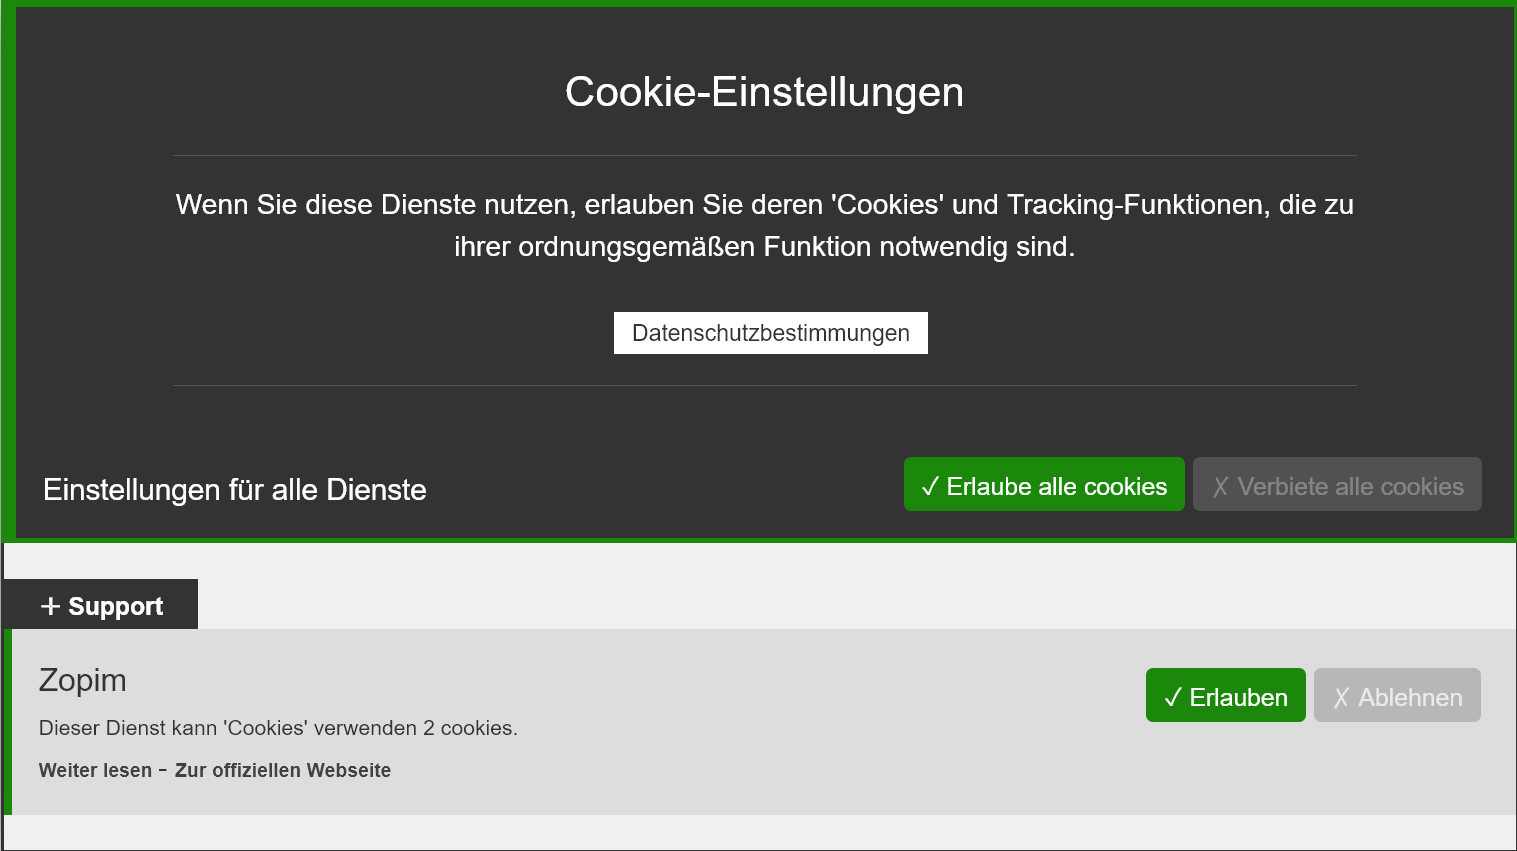 Cookie-Einstellungen
Wenn Sie diese Dienste nutzen, erlauben Sie deren 'Cookies' und Tracking-Funktionen, die zu
ihrer ordnungsgemäßen Funktion notwendig sind.
Datenschutzbestimmungen
Einstellungen für alle Dienste
✓ Erlaube alle cookies
✗ Verbiete alle cookies
+ Support
Zopim
✓ Erlauben
✗ Ablehnen
Dieser Dienst kann 'Cookies' verwenden 2 cookies.
Weiter lesen - Zur offiziellen Webseite